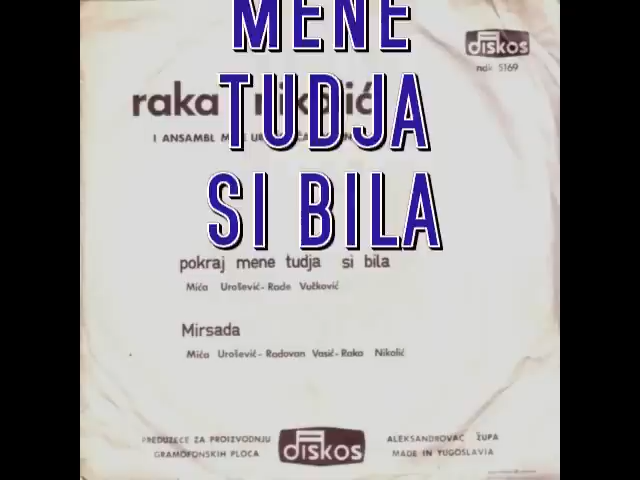 MENE
TUDJA
SI BILA
DISKOS
ndk 5169
raka
I ANSAMBL
pokraj mene tudja si bila
Mića Urošević-Rade Vučković
Mirsada
Mića Urošević-Radovan Vasić-Raka Nikolić
PREDUZEĆE ZA PROIZVODNJU
GRAMOFONSKIH PLOČA
DISKOS
ALEKSANDROVAC ŽUPA
MADE IN YUGOSLAVIA